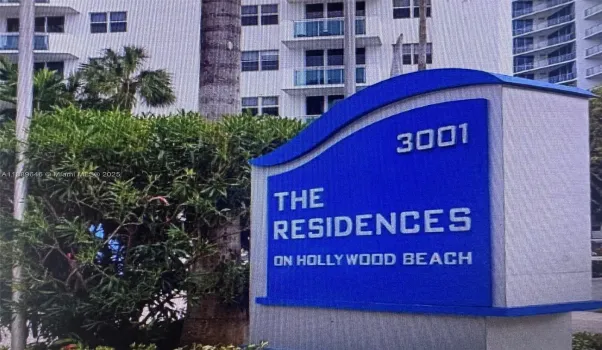 3001
THE
RESIDENCES
ON HOLLYWOOD BEACH